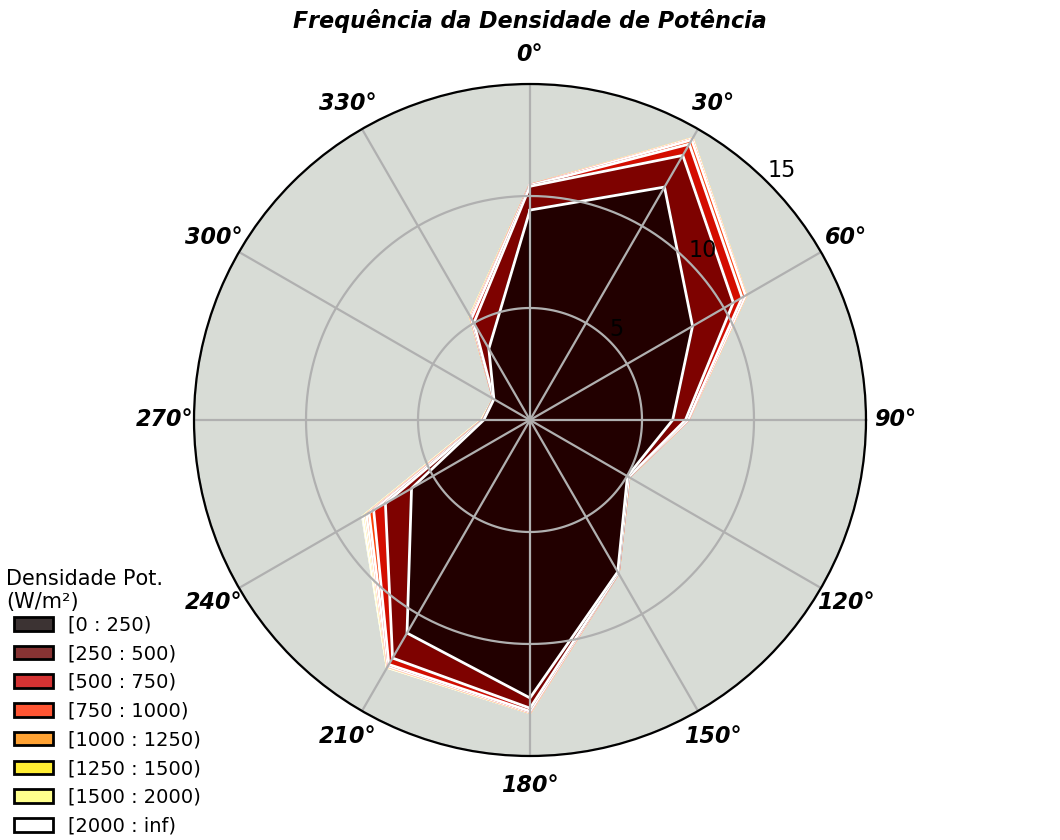 Frequência da Densidade de Potência
0°
330°
30°
15
300°
60°
10
5
270°
90°
240°
120°
210°
150°
180°
Densidade Pot.
(W/m²)
[0 : 250)
[250 : 500)
[500 : 750)
[750 : 1000)
[1000 : 1250)
[1250 : 1500)
[1500 : 2000)
[2000 : inf)